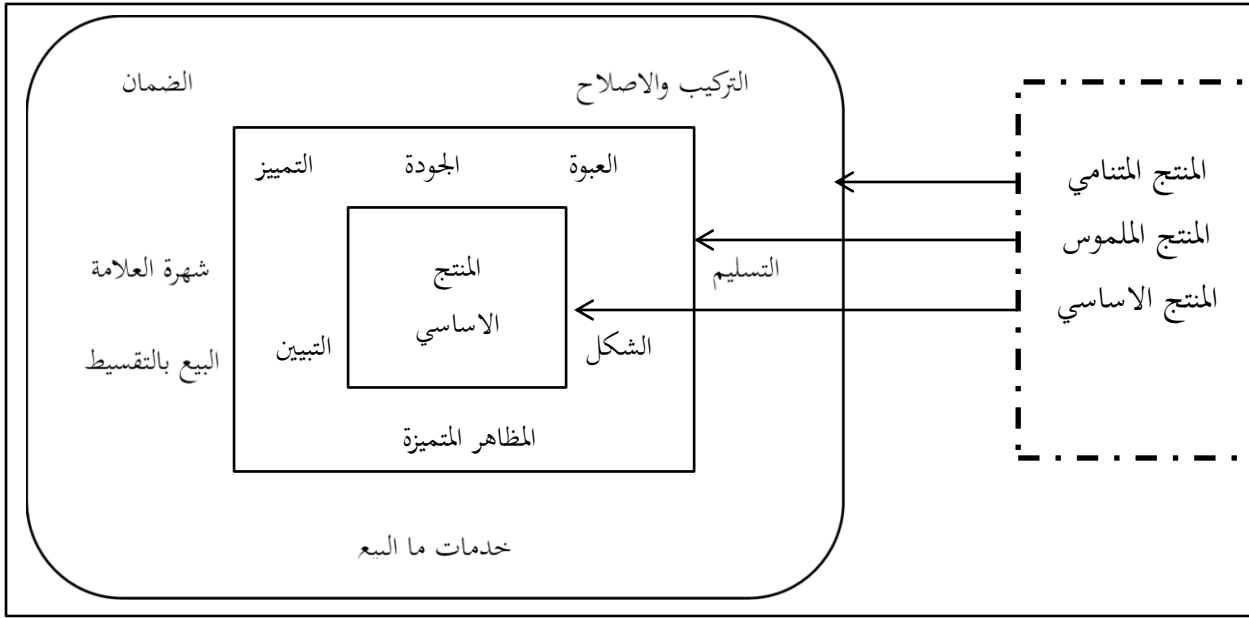 التركيب والاصلاح
الضمان
المنتج المتنامي
المنتج الملموس
المنتج الاساسي
العبوة
الجودة
التمييز
المنتج
الاساسي
التسليم
شهرة العلامة
الشكل
التبيين
البيع بالتقسيط
المظاهر المتميزة
خدمات ما البيع